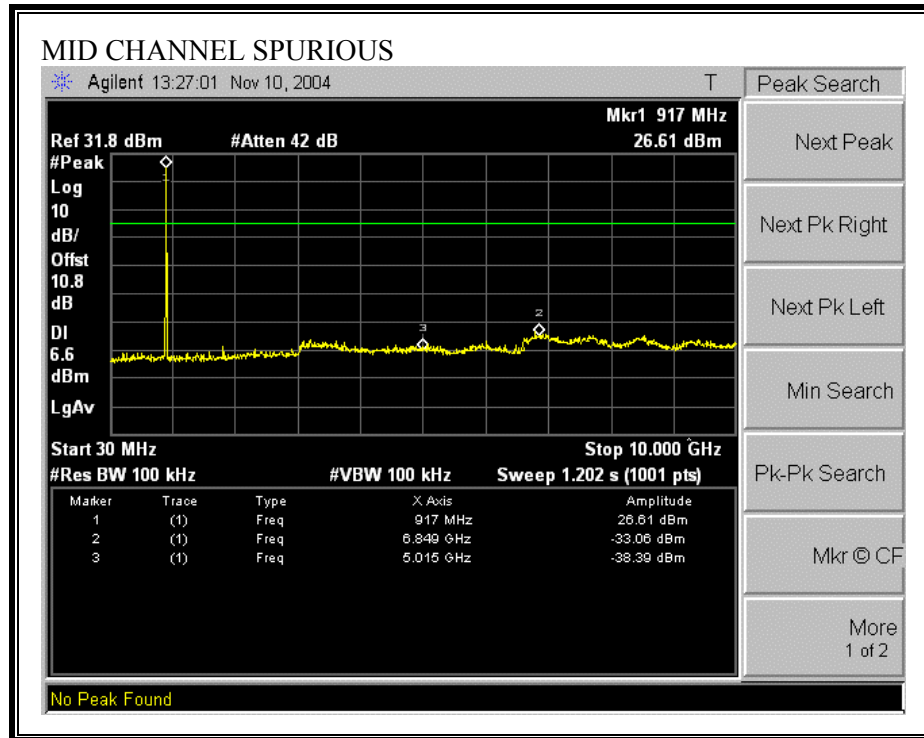 MID CHANNEL SPURIOUS
Agilent 13:27:01 Nov 10, 2004 T
Peak Search
Mkr1 917 MHz
Ref 31.8 dBm #Atten 42 dB 26.61 dBm
#Peak
Log
10
dB/
Offst
10.8
dB
DI
6.6
dBm
LgAv
3
2
Start 30 MHz Stop 10.000 GHz
#Res BW 100 kHz #VBW 100 kHz Sweep 1.202 s (1001 pts)
Marker Trace Type X Axis Amplitude
1 (1) Freq 917 MHz 26.61 dBm
2 (1) Freq 6.849 GHz -33.06 dBm
3 (1) Freq 5.015 GHz -38.39 dBm
No Peak Found
Next Peak
Next Pk Right
Next Pk Left
Min Search
Pk-Pk Search
Mkr © CF
More
1 of 2